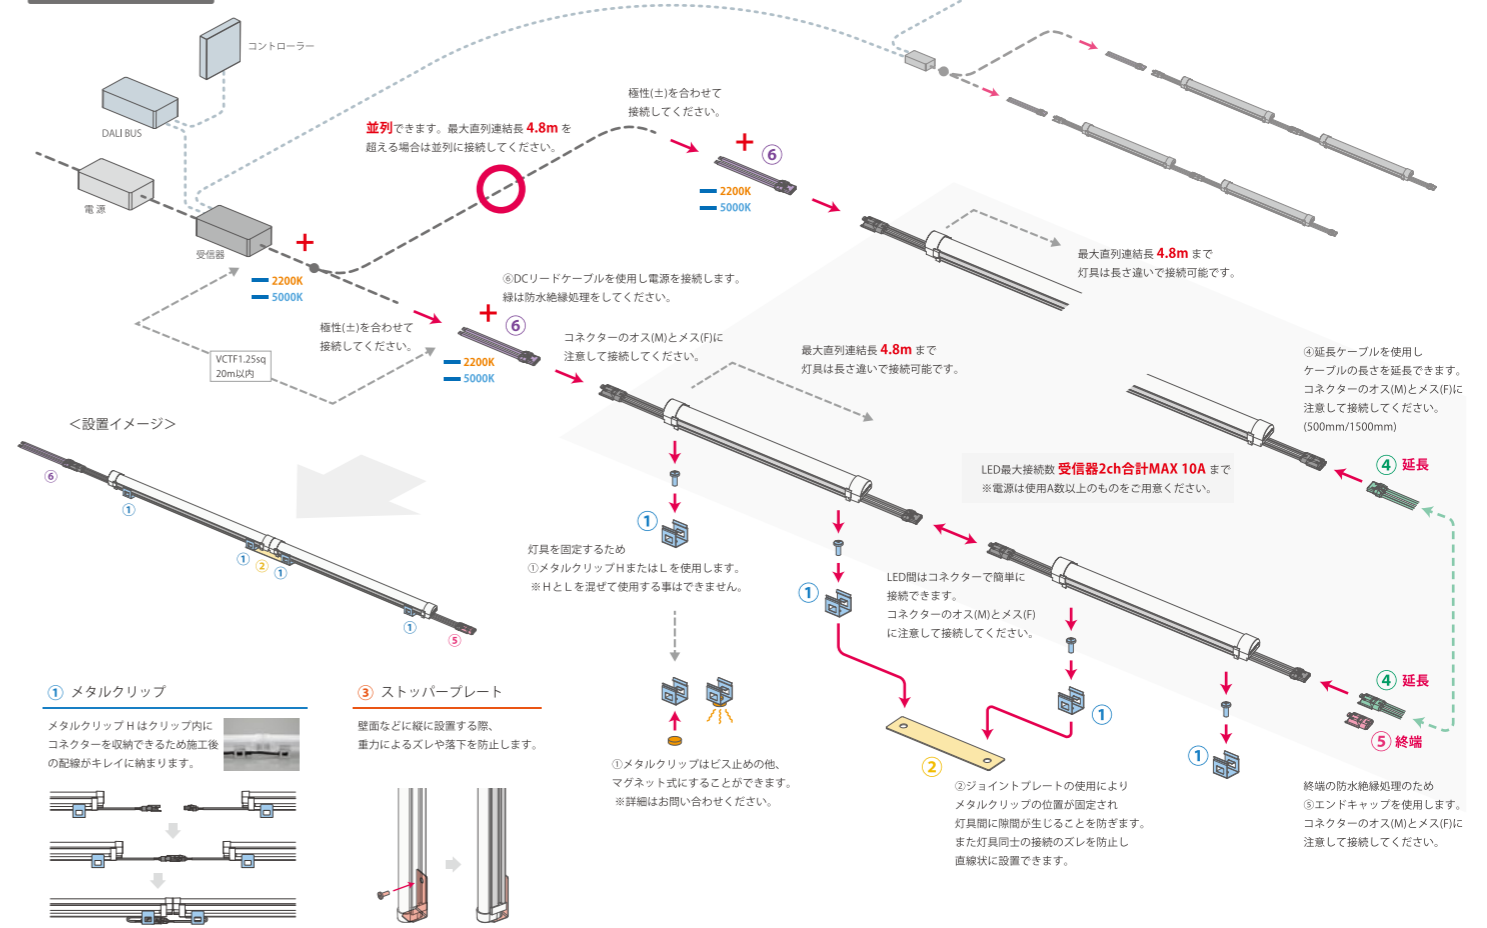 コントローラー
DALI BUS
電 源
受信器
2200K
5000K
並列できます。最大直列連結長 4.8m を
超える場合は並列に接続してください。
極性(±)を合わせて
接続してください。
⑥
2200K
5000K
最大直列連結長 4.8m まで
灯具は長さ違いで接続可能です。
⑥DCリードケーブルを使用し電源を接続します。
緑は防水絶縁処理をしてください。
極性(±)を合わせて
接続してください。
⑥
2200K
5000K
コネクターのオス(M)とメス(F)に
注意して接続してください。
VCTF1.25sq
20m以内
最大直列連結長 4.8m まで
灯具は長さ違いで接続可能です。
④延長ケーブルを使用し
ケーブルの長さを延長できます。
コネクターのオス(M)とメス(F)に
注意して接続してください。
(500mm/1500mm)
④ 延長
LED最大接続数 受信器2ch合計MAX 10A まで
※電源は使用A数以上のものをご用意ください。
＜設置イメージ＞
⑥
①
①
②
①
①
⑤
①
灯具を固定するため
①メタルクリップHまたはLを使用します。
※HとLを混ぜて使用する事はできません。
①
LED間はコネクターで簡単に
接続できます。
コネクターのオス(M)とメス(F)
に注意して接続してください。
①
①
④ 延長
⑤ 終端
②
①メタルクリップはビス止めの他、
マグネット式にすることができます。
※詳細はお問い合わせください。
②ジョイントプレートの使用により
メタルクリップの位置が固定され
灯具間に隙間が生じることを防ぎます。
また灯具同士の接続のズレを防止し
直線状に設置できます。
終端の防水絶縁処理のため
⑤エンドキャップを使用します。
コネクターのオス(M)とメス(F)に
注意して接続してください。
① メタルクリップ
メタルクリップ H はクリップ内に
コネクターを収納できるため施工後
の配線がキレイに納まります。
③ ストッパープレート
壁面などに縦に設置する際、
重力によるズレや落下を防止します。